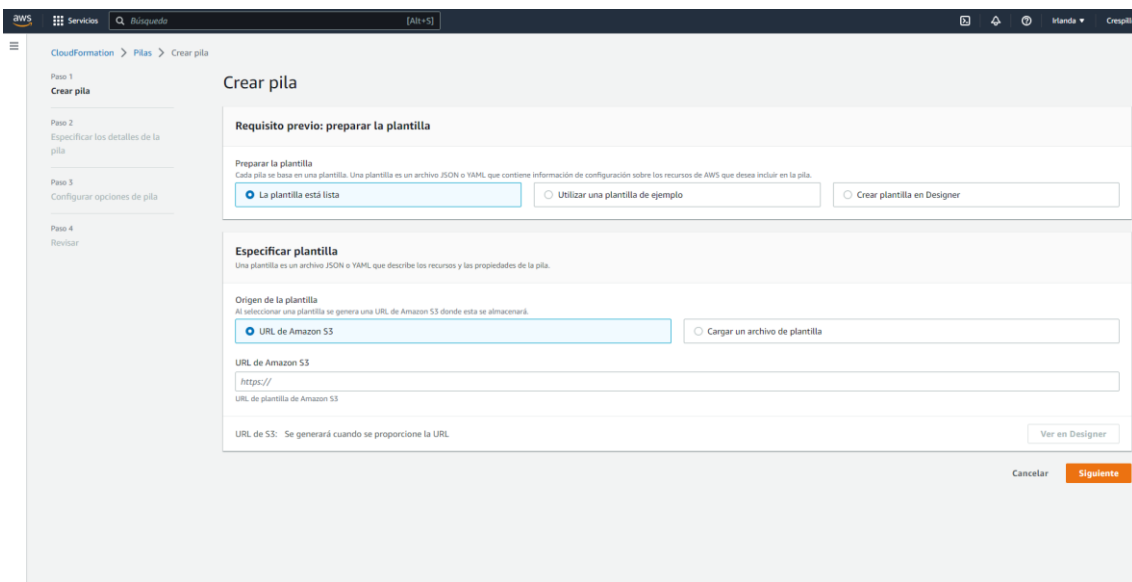 aws
Servicios
Búsqueda
[Alt+S]
Irlanda
Crespill
CloudFormation > Pilas > Crear pila
Paso 1
Crear pila
Paso 2
Especificar los detalles de la
pila
Paso 3
Configurar opciones de pila
Paso 4
Revisar
Crear pila
Requisito previo: preparar la plantilla
Preparar la plantilla
Cada pila se basa en una plantilla. Una plantilla es un archivo JSON o YAML que contiene información de configuración sobre los recursos de AWS que desea incluir en la pila.
La plantilla está lista
Utilizar una plantilla de ejemplo
Crear plantilla en Designer
Especificar plantilla
Una plantilla es un archivo JSON o YAML que describe los recursos y las propiedades de la pila.
Origen de la plantilla
Al seleccionar una plantilla se genera una URL de Amazon S3 donde esta se almacenará.
URL de Amazon S3
Cargar un archivo de plantilla
URL de Amazon S3
https://
URL de plantilla de Amazon S3
URL de S3: Se generará cuando se proporcione la URL
Ver en Designer
Cancelar
Siguiente